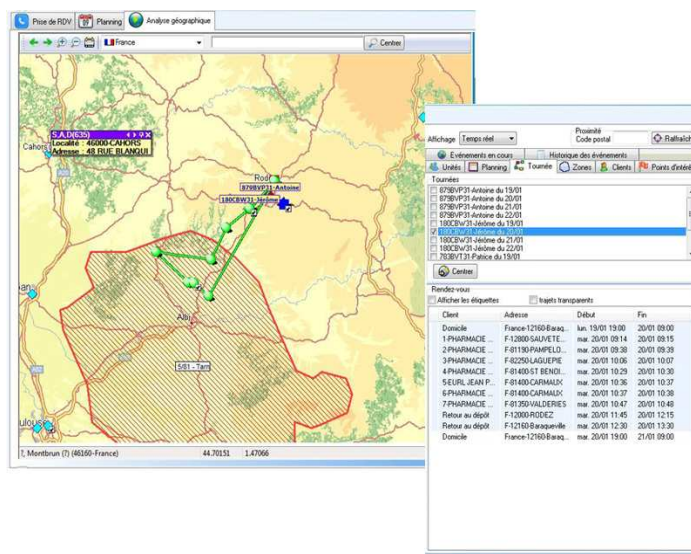 Prise de RDV
Planning
Analyse géographique
France
Centrer
S.A.D(635)
Localité : 46000-CAHORS
Adresse : 48 RUE BLANQUI
Cahors
Rod
879BVP31-Antoine
180CBW31-Jérôme
Albi
5/81 - Tarn
?, Montbrun (?) (46160-France) 44.70151 1.47066
Affichage Temps réel
Proximité
Code postal
Rafraîch
Evénements en cours
Historique des événements
Unités
Planning
Tournée
Zones
Clients
Points d'intérê
Tournées
879BVP31-Antoine du 19/01
879BVP31-Antoine du 20/01
879BVP31-Antoine du 21/01
879BVP31-Antoine du 22/01
180CBW31-Jérôme du 19/01
180CBW31-Jérôme du 20/01
180CBW31-Jérôme du 21/01
180CBW31-Jérôme du 22/01
783BVT31-Patrice du 19/01
Centrer
Rendez-vous
Afficher les étiquettes
trajets transparents
Client Adresse Début Fin
Domicile France-12160-Baraq... lun. 19/01 19:00 20/01 09:00
1-PHARMACIE ... F-12800-SAUVETE... mar. 20/01 09:14 20/01 09:15
2-PHARMACIE ... F-81190-PAMPELO... mar. 20/01 09:38 20/01 09:39
3-PHARMACIE ... F-82250-LAGUEPIE mar. 20/01 10:06 20/01 10:07
4-PHARMACIE ... F-81400-ST BENOI... mar. 20/01 10:29 20/01 10:30
5-EURL JEAN P... F-81400-CARMAUX mar. 20/01 10:36 20/01 10:37
6-PHARMACIE ... F-81400-CARMAUX mar. 20/01 10:37 20/01 10:38
7-PHARMACIE ... F-81350-VALDERIES mar. 20/01 10:47 20/01 10:48
Retour au dépôt F-12000-RODEZ mar. 20/01 11:45 20/01 12:15
Retour au dépôt F-12160-Baraqueville mar. 20/01 12:30 20/01 13:30
Domicile France-12160-Baraq... mar. 20/01 19:00 21/01 09:00